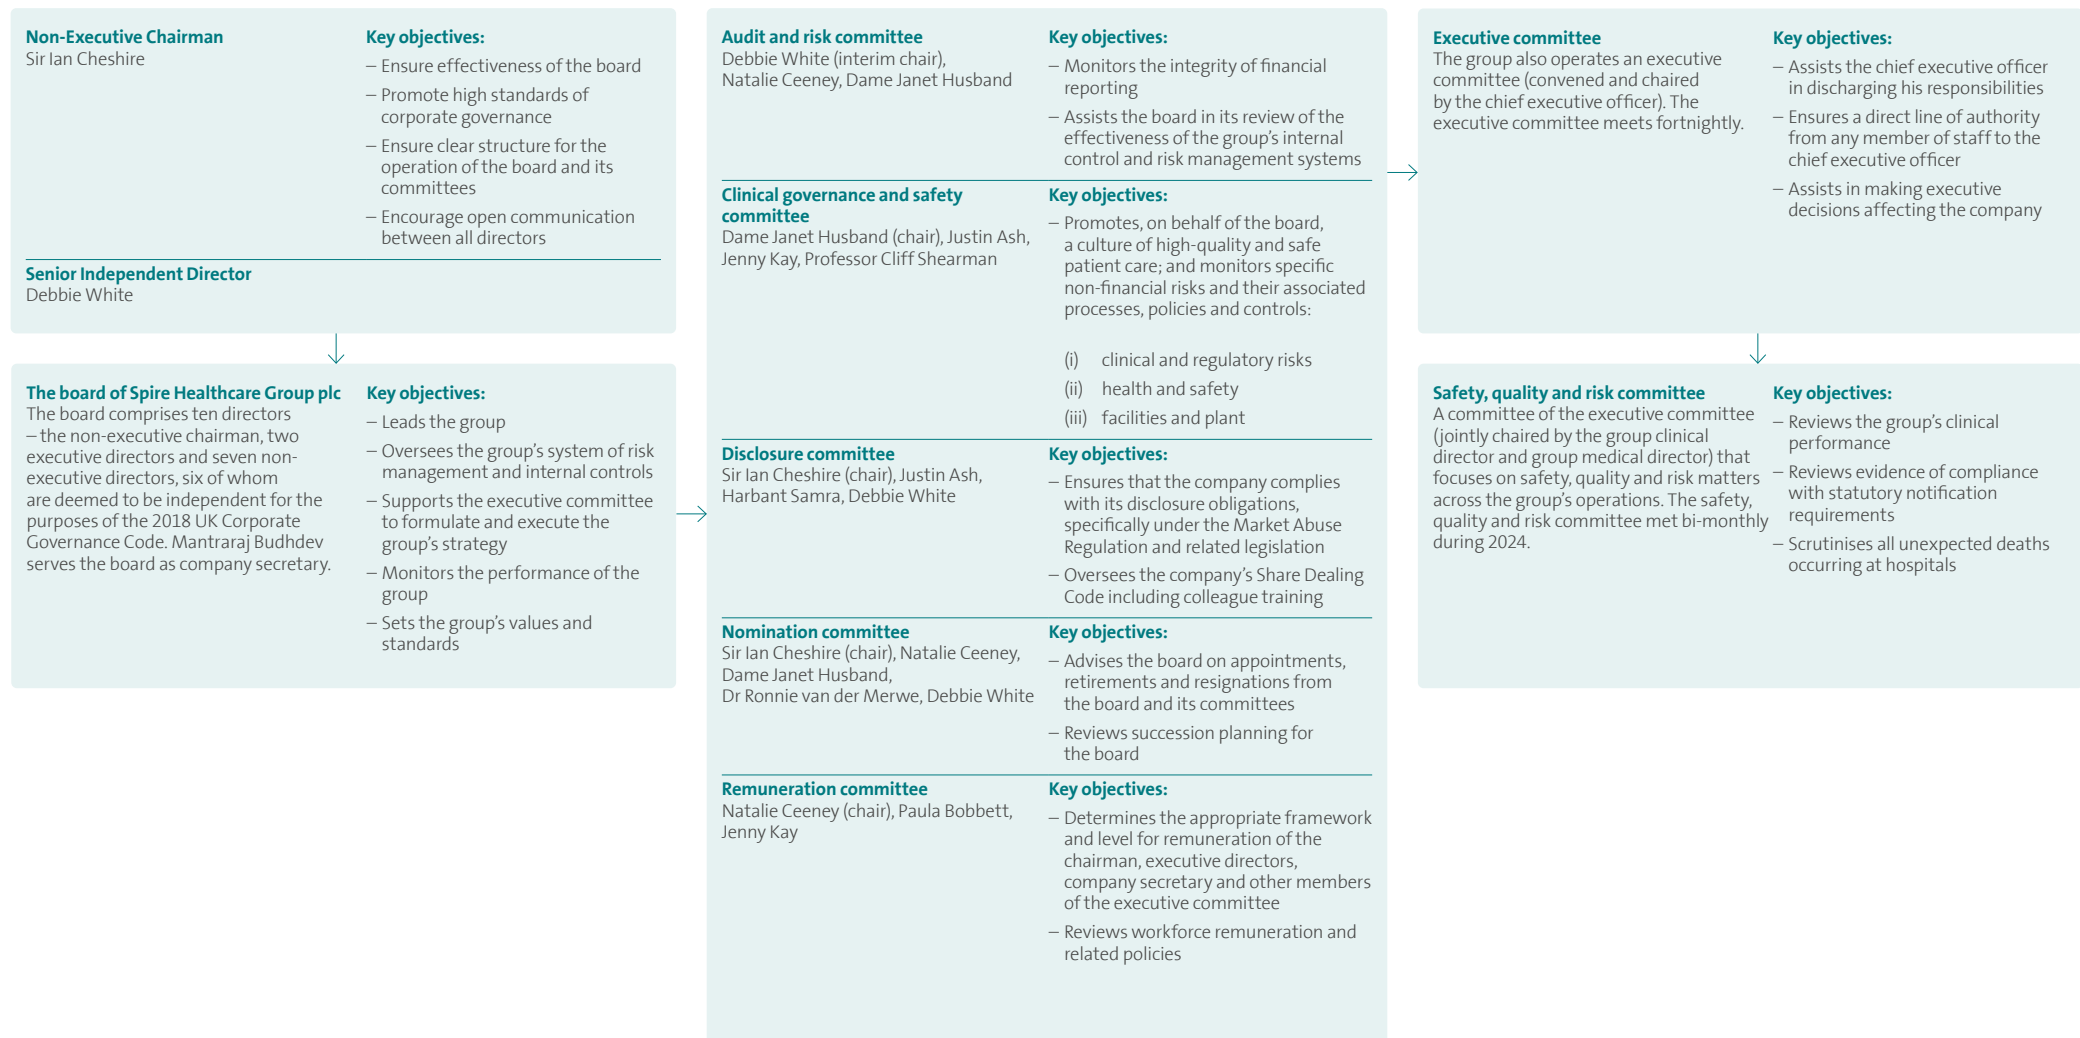 Non-Executive Chairman
Sir Ian Cheshire
Key objectives:
– Ensure effectiveness of the board
– Promote high standards of
corporate governance
– Ensure clear structure for the
operation of the board and its
committees
– Encourage open communication
between all directors
Senior Independent Director
Debbie White
The board of Spire Healthcare Group plc
The board comprises ten directors
– the non-executive chairman, two
executive directors and seven non-
executive directors, six of whom
are deemed to be independent for the
purposes of the 2018 UK Corporate
Governance Code. Mantraraj Budhdev
serves the board as company secretary.
Key objectives:
– Leads the group
– Oversees the group’s system of risk
management and internal controls
– Supports the executive committee
to formulate and execute the
group’s strategy
– Monitors the performance of the
group
– Sets the group’s values and
standards
Audit and risk committee
Debbie White (interim chair),
Natalie Ceeney, Dame Janet Husband
Key objectives:
– Monitors the integrity of financial
reporting
– Assists the board in its review of the
effectiveness of the group’s internal
control and risk management systems
Clinical governance and safety
committee
Dame Janet Husband (chair), Justin Ash,
Jenny Kay, Professor Cliff Shearman
Key objectives:
– Promotes, on behalf of the board,
a culture of high-quality and safe
patient care; and monitors specific
non-financial risks and their associated
processes, policies and controls:
(i) clinical and regulatory risks
(ii) health and safety
(iii) facilities and plant
Disclosure committee
Sir Ian Cheshire (chair), Justin Ash,
Harbant Samra, Debbie White
Key objectives:
– Ensures that the company complies
with its disclosure obligations,
specifically under the Market Abuse
Regulation and related legislation
– Oversees the company’s Share Dealing
Code including colleague training
Nomination committee
Sir Ian Cheshire (chair), Natalie Ceeney,
Dame Janet Husband,
Dr Ronnie van der Merwe, Debbie White
Key objectives:
– Advises the board on appointments,
retirements and resignations from
the board and its committees
– Reviews succession planning for
the board
Remuneration committee
Natalie Ceeney (chair), Paula Bobbett,
Jenny Kay
Key objectives:
– Determines the appropriate framework
and level for remuneration of the
chairman, executive directors,
company secretary and other members
of the executive committee
– Reviews workforce remuneration and
related policies
Executive committee
The group also operates an executive
committee (convened and chaired
by the chief executive officer). The
executive committee meets fortnightly.
Key objectives:
– Assists the chief executive officer
in discharging his responsibilities
– Ensures a direct line of authority
from any member of staff to the
chief executive officer
– Assists in making executive
decisions affecting the company
Safety, quality and risk committee
A committee of the executive committee
(jointly chaired by the group clinical
director and group medical director) that
focuses on safety, quality and risk matters
across the group’s operations. The safety,
quality and risk committee met bi-monthly
during 2024.
Key objectives:
– Reviews the group’s clinical
performance
– Reviews evidence of compliance
with statutory notification
requirements
– Scrutinises all unexpected deaths
occurring at hospitals